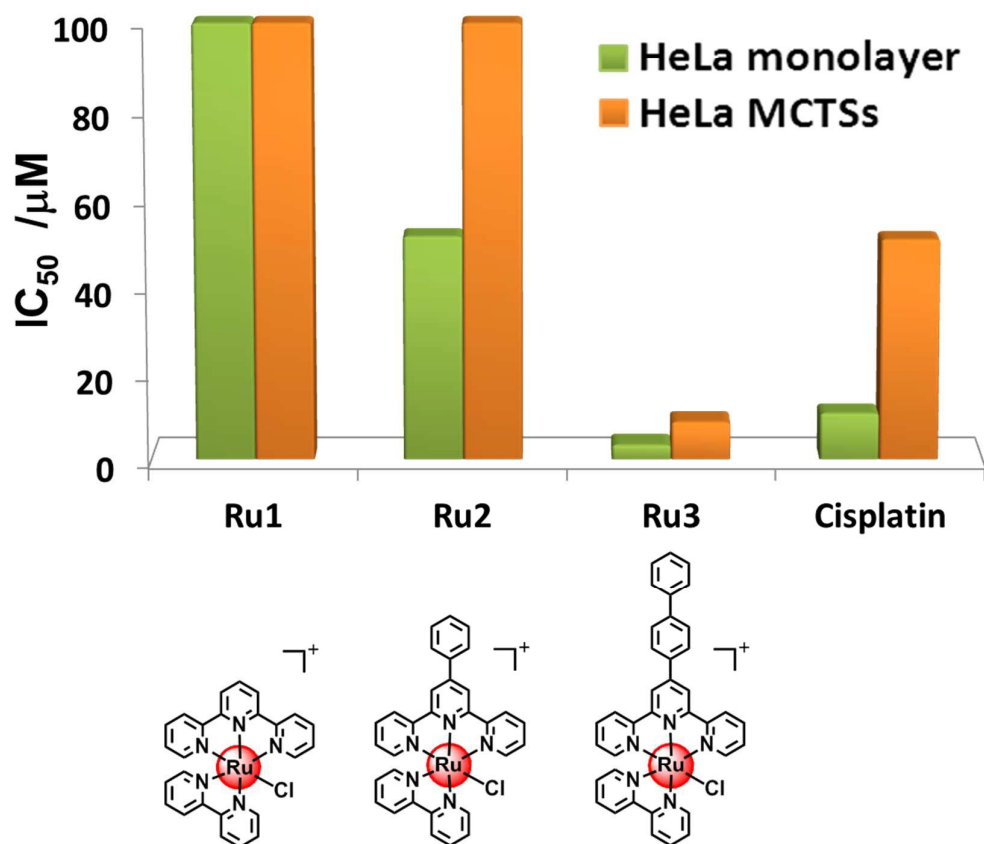 IC50 /μM
100
80
60
40
20
0
HeLa monolayer
HeLa MCTSs
Ru1 Ru2 Ru3 Cisplatin
+
+
+
N
N
N
Ru
Cl
N
N
N
N
N
Ru
Cl
N
N
N
N
N
Ru
Cl
N
N